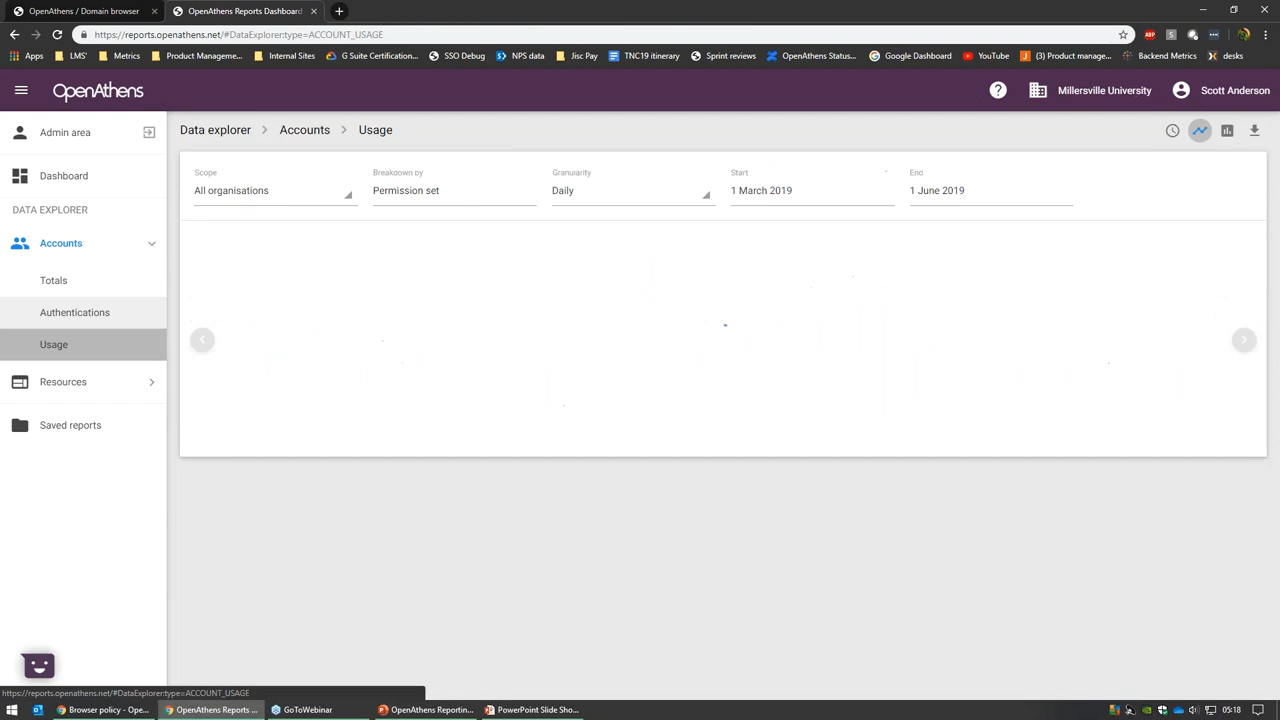 OpenAthens / Domain browser
OpenAthens Reports Dashboard
https://reports.openathens.net/#DataExplorer:type=ACCOUNT_USAGE
ABP
S
Apps
LMS'
Metrics
Product Manageme...
Internal Sites
G Suite Certification...
SSO Debug
NPS data
Jisc Pay
TNC19 itinerary
Sprint reviews
OpenAthens Status...
Google Dashboard
YouTube
(3) Product manage...
Backend Metrics
desks
OpenAthens
Millersville University
Scott Anderson
Admin area
Data explorer > Accounts > Usage
Dashboard
Scope
Breakdown by
Granularity
Start
End
All organisations
Permission set
Daily
1 March 2019
1 June 2019
DATA EXPLORER
Accounts
Totals
Authentications
Usage
Resources
Saved reports
https://reports.openathens.net/#DataExplorer:type=ACCOUNT_USAGE
Browser policy - Ope...
OpenAthens Reports ...
GoToWebinar
OpenAthens Reportin...
PowerPoint Slide Sho...
05:18